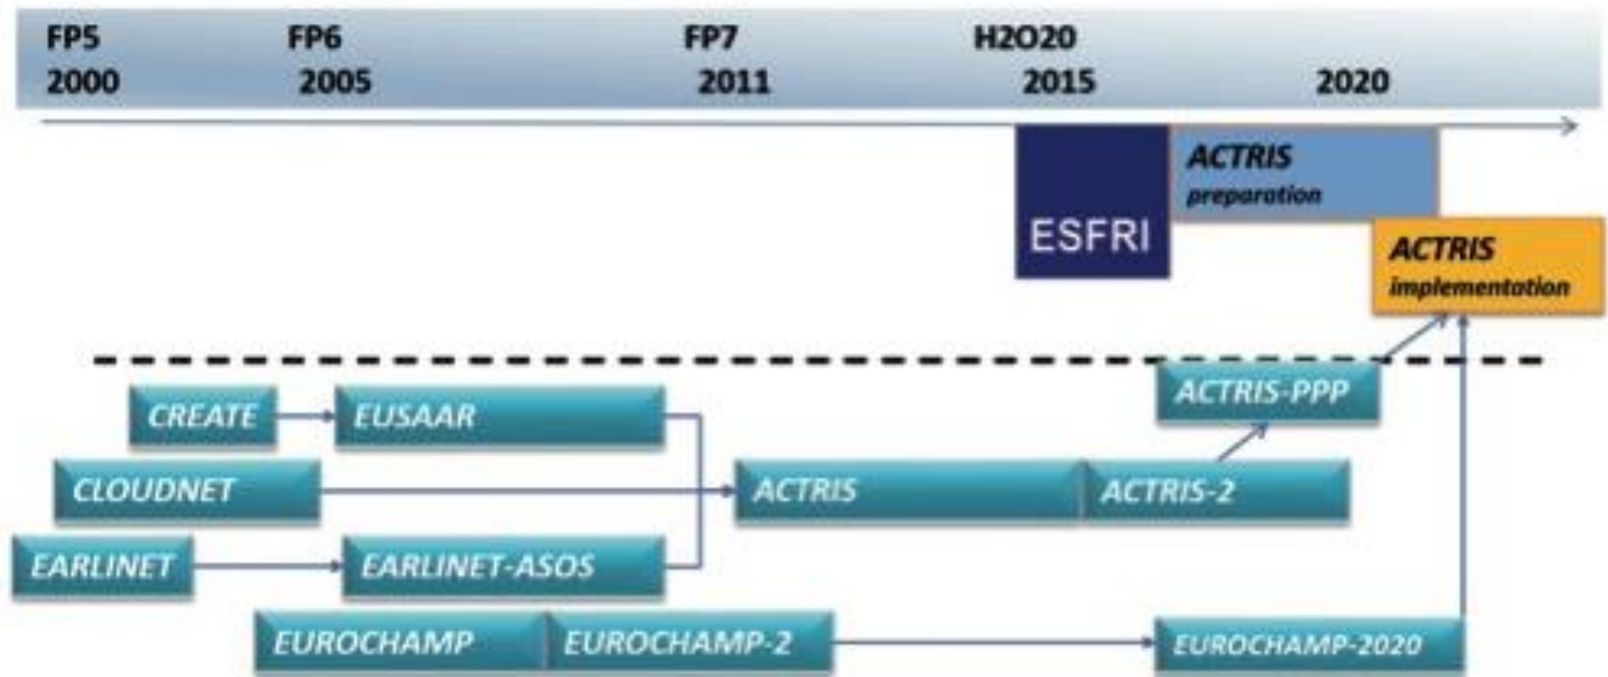 FP5 FP6 FP7 H2O20
2000 2005 2011 2015 2020
ESFRI
ACTRIS
preparation
ACTRIS
implementation
ACTRIS-PPP
CREATE EUSAAR
CLOUDNET ACTRIS ACTRIS-2
EARLINET EARLINET-ASOS
EUROCHAMP EUROCHAMP-2 EUROCHAMP-2020